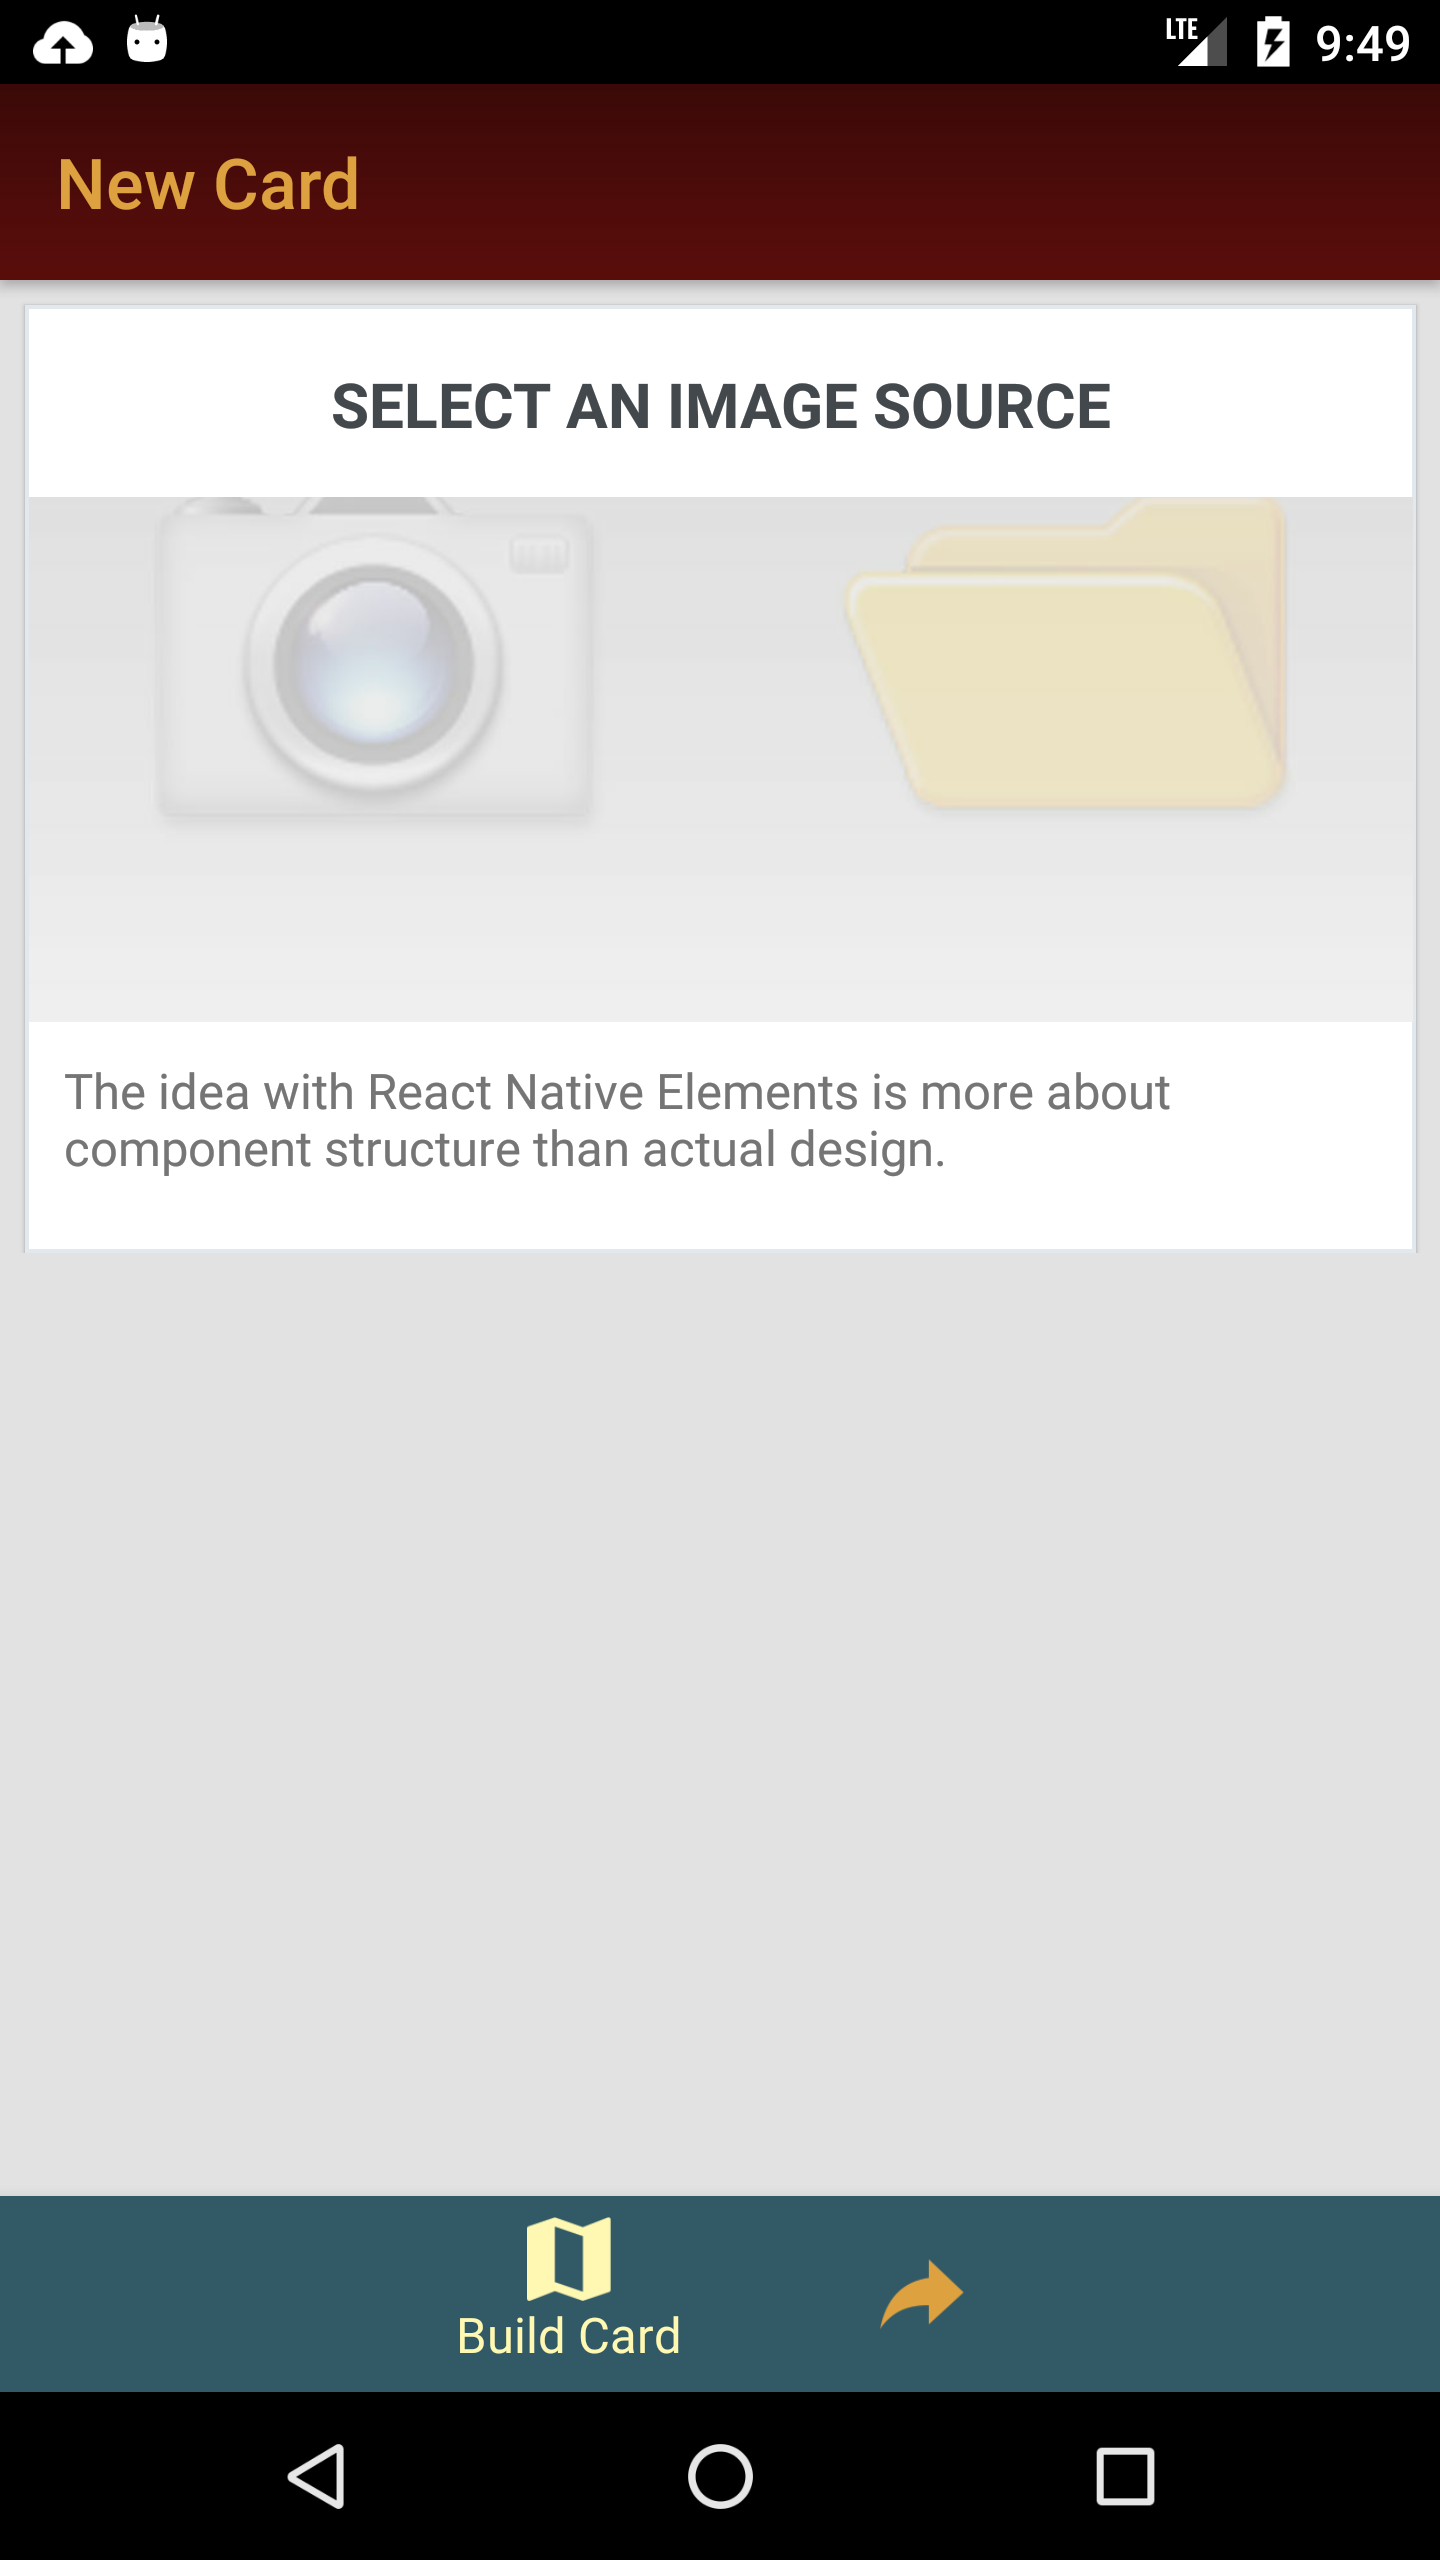 LTE 9:49
New Card
SELECT AN IMAGE SOURCE
The idea with React Native Elements is more about
component structure than actual design.
Build Card